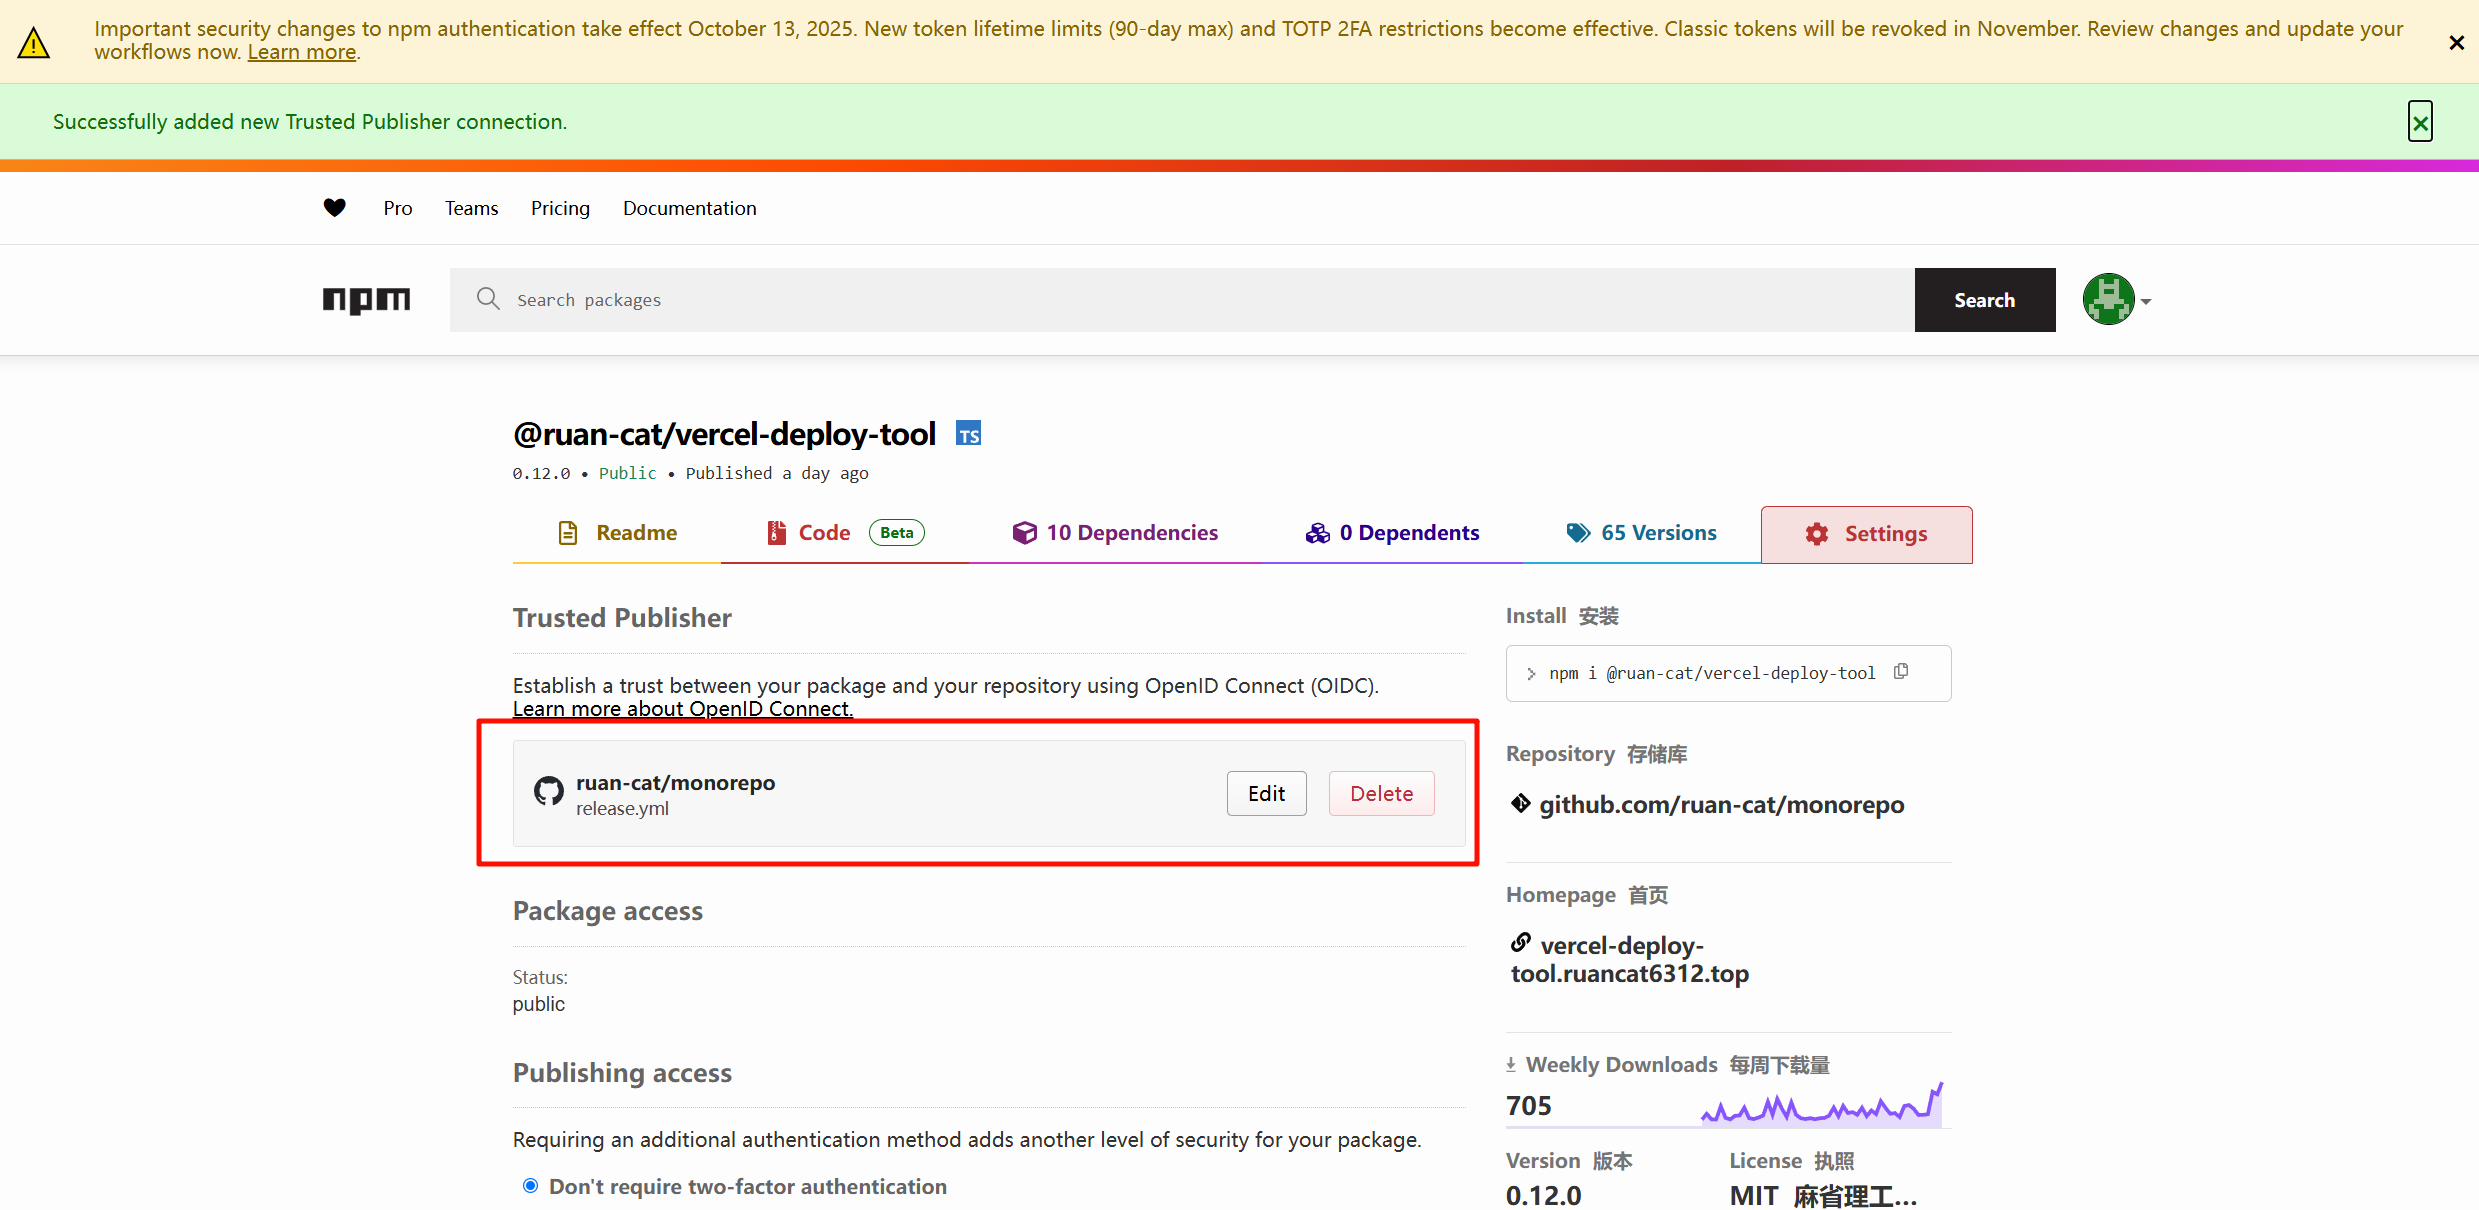 Important security changes to npm authentication take effect October 13, 2025. New token lifetime limits (90-day max) and TOTP 2FA restrictions become effective. Classic tokens will be revoked in November. Review changes and update your
workflows now. Learn more.
Successfully added new Trusted Publisher connection.
Pro Teams Pricing Documentation
npm
Search packages
Search
@ruan-cat/vercel-deploy-tool TS
0.12.0 • Public • Published a day ago
Readme
Code Beta
10 Dependencies
0 Dependents
65 Versions
Settings
Trusted Publisher
Establish a trust between your package and your repository using OpenID Connect (OIDC).
Learn more about OpenID Connect.
ruan-cat/monorepo
release.yml
Edit
Delete
Package access
Status:
public
Publishing access
Requiring an additional authentication method adds another level of security for your package.
Don't require two-factor authentication
Install 安装
npm i @ruan-cat/vercel-deploy-tool
Repository 存储库
github.com/ruan-cat/monorepo
Homepage 首页
vercel-deploy-
tool.ruancat6312.top
Weekly Downloads 每周下载量
705
Version 版本
0.12.0
License 执照
MIT 麻省理工...